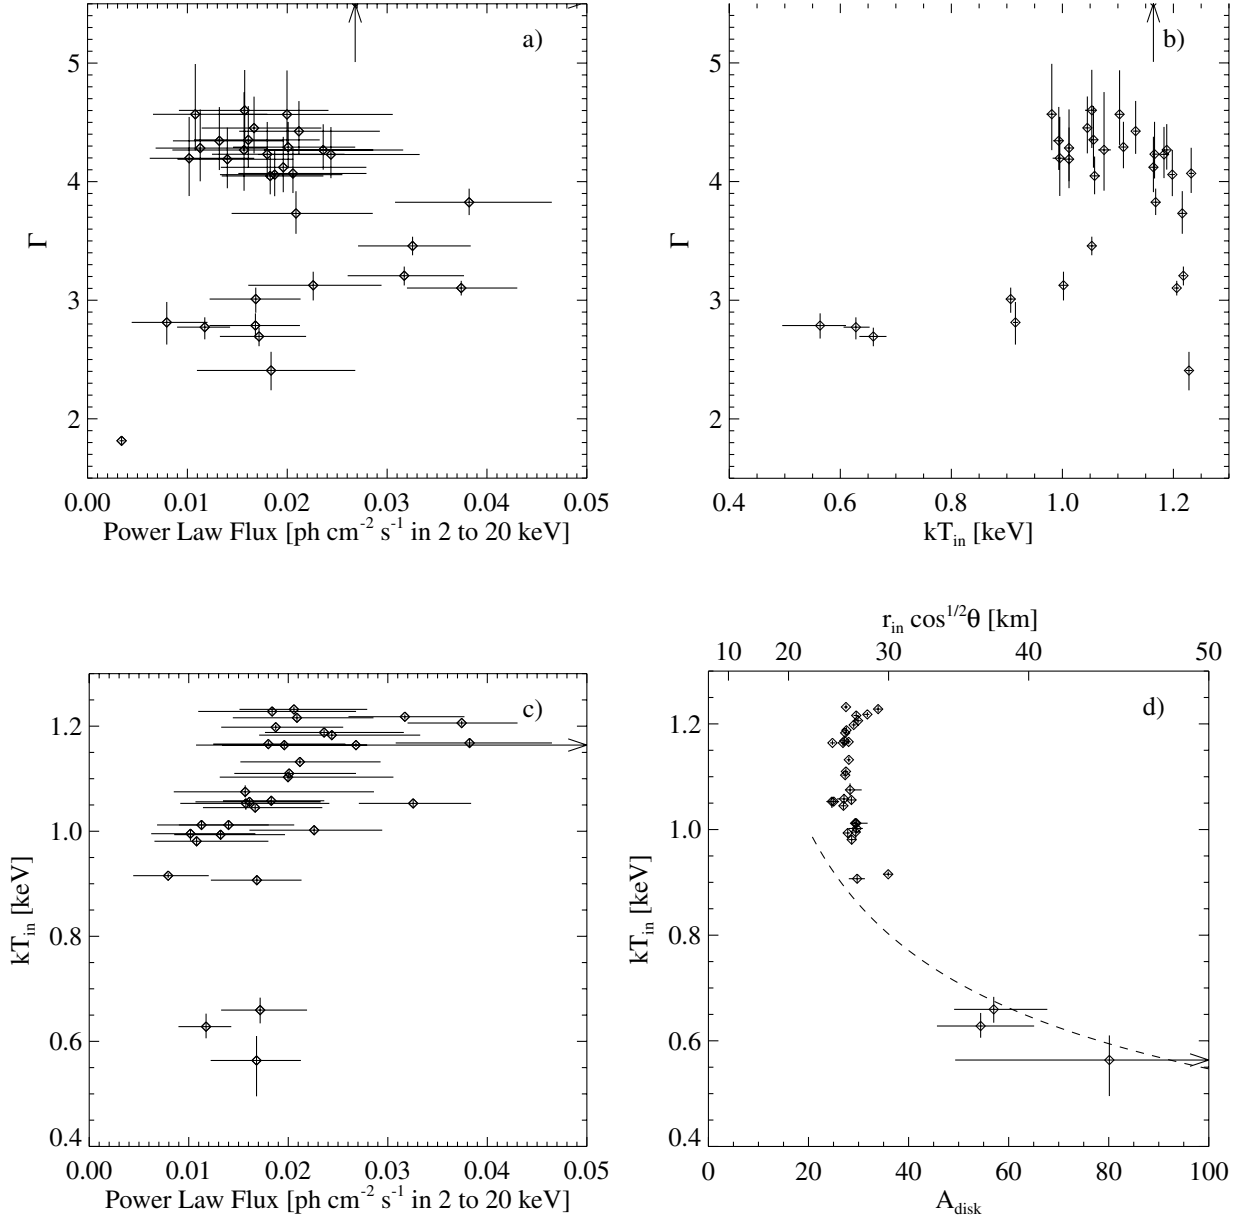 a)
5
4
3
2
Γ
0.00 0.01 0.02 0.03 0.04 0.05
Power Law Flux [ph cm⁻² s⁻¹ in 2 to 20 keV]
b)
5
4
3
2
Γ
0.4 0.6 0.8 1.0 1.2
kT_in [keV]
c)
1.2
1.0
0.8
0.6
0.4
kT_in [keV]
0.00 0.01 0.02 0.03 0.04 0.05
Power Law Flux [ph cm⁻² s⁻¹ in 2 to 20 keV]
r_in cos^1/2θ [km]
10 20 30 40 50
d)
1.2
1.0
0.8
0.6
0.4
kT_in [keV]
0 20 40 60 80 100
A_disk